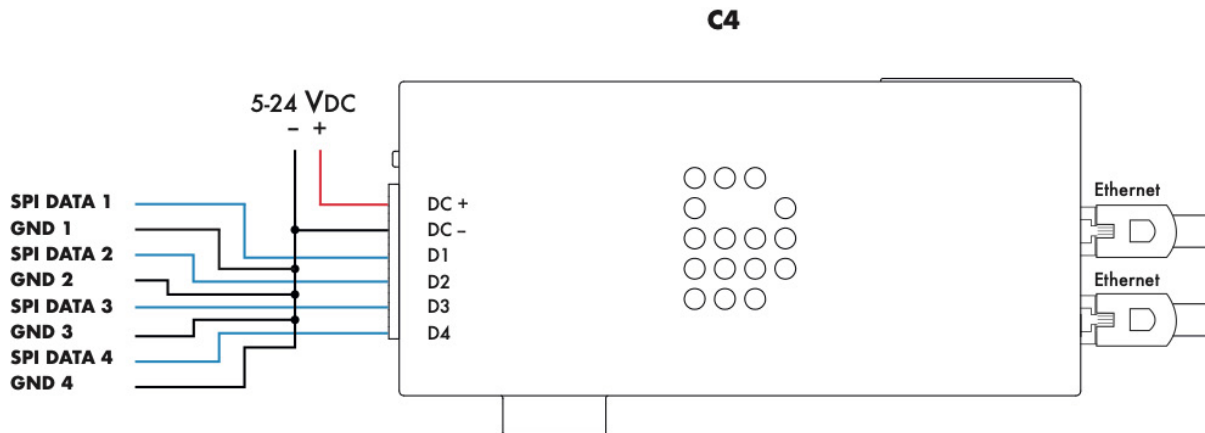 C4
5-24 VDC
– +
SPI DATA 1
GND 1
SPI DATA 2
GND 2
SPI DATA 3
GND 3
SPI DATA 4
GND 4
DC +
DC –
D1
D2
D3
D4
Ethernet
Ethernet